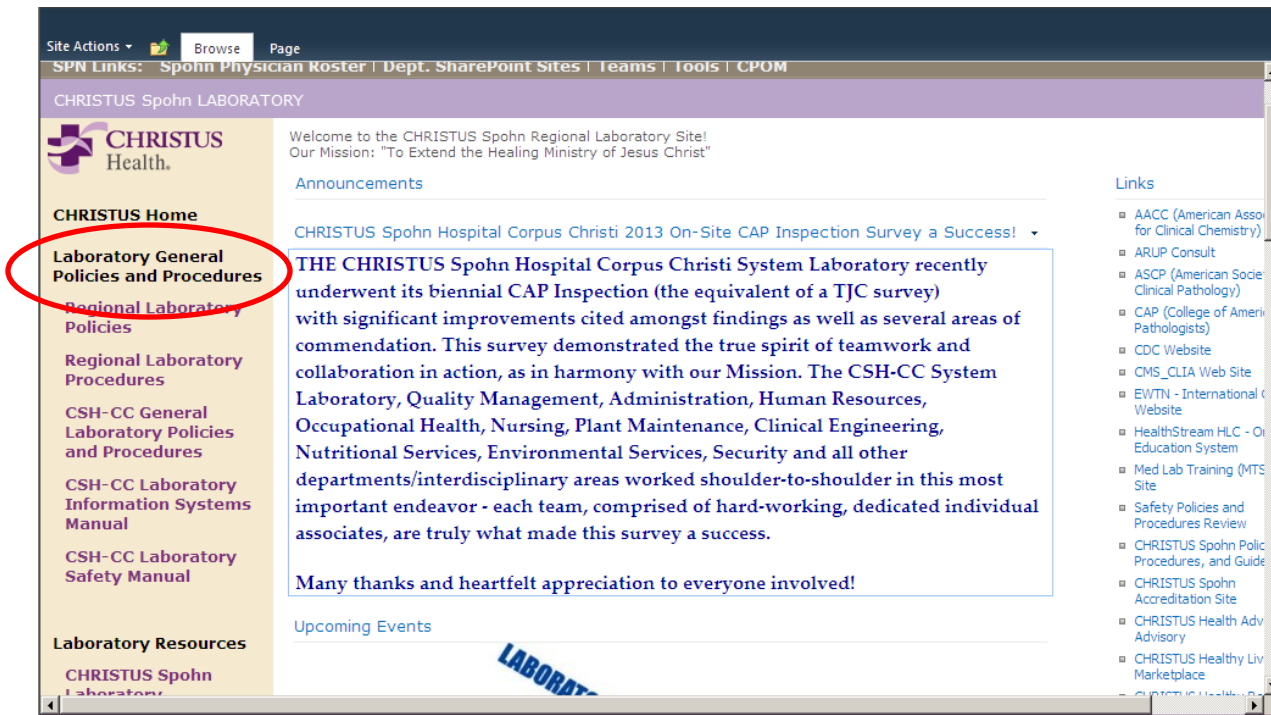 Site Actions
Browse
Page
SPN Links: Spohn Physician Roster | Dept. SharePoint Sites | Teams | Tools | CPOM
CHRISTUS Spohn LABORATORY
CHRISTUS
Health.
CHRISTUS Home
Laboratory General
Policies and Procedures
Regional Laboratory
Policies
Regional Laboratory
Procedures
CSH-CC General
Laboratory Policies
and Procedures
CSH-CC Laboratory
Information Systems
Manual
CSH-CC Laboratory
Safety Manual
Laboratory Resources
CHRISTUS Spohn
Laboratory
Welcome to the CHRISTUS Spohn Regional Laboratory Site!
Our Mission: "To Extend the Healing Ministry of Jesus Christ"
Announcements
CHRISTUS Spohn Hospital Corpus Christi 2013 On-Site CAP Inspection Survey a Success!
THE CHRISTUS Spohn Hospital Corpus Christi System Laboratory recently
underwent its biennial CAP Inspection (the equivalent of a TJC survey)
with significant improvements cited amongst findings as well as several areas of
commendation. This survey demonstrated the true spirit of teamwork and
collaboration in action, as in harmony with our Mission. The CSH-CC System
Laboratory, Quality Management, Administration, Human Resources,
Occupational Health, Nursing, Plant Maintenance, Clinical Engineering,
Nutritional Services, Environmental Services, Security and all other
departments/interdisciplinary areas worked shoulder-to-shoulder in this most
important endeavor - each team, comprised of hard-working, dedicated individual
associates, are truly what made this survey a success.
Many thanks and heartfelt appreciation to everyone involved!
Upcoming Events
Links
AACC (American Asso
for Clinical Chemistry)
ARUP Consult
ASCP (American Socie
Clinical Pathology)
CAP (College of Ameri
Pathologists)
CDC Website
CMS_CLIA Web Site
EWTN - International
Website
HealthStream HLC - O
Education System
Med Lab Training (MTS
Site
Safety Policies and
Procedures Review
CHRISTUS Spohn Polic
Procedures, and Guide
CHRISTUS Spohn
Accreditation Site
CHRISTUS Health Adv
Advisory
CHRISTUS Healthy Liv
Marketplace